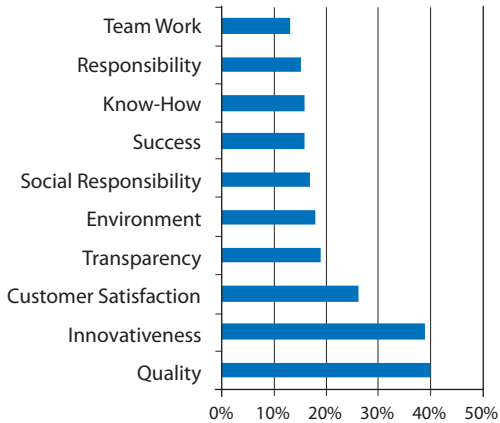 Team Work
Responsibility
Know-How
Success
Social Responsibility
Environment
Transparency
Customer Satisfaction
Innovativeness
Quality
0% 10% 20% 30% 40% 50%